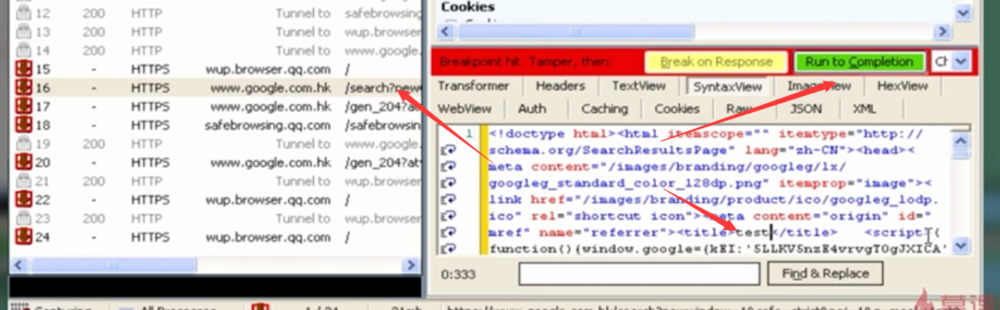 12 200 HTTP Tunnel to safebrowsing
13 200 HTTP Tunnel to wup.browser
14 200 HTTP Tunnel to www.google.
15 - HTTPS wup.browser.qq.com /
16 - HTTPS www.google.com.hk /search?new
17 - HTTPS www.google.com.hk /gen_204?at
18 - HTTPS safebrowsing.qq.com /safebrowsin
19 200 HTTP Tunnel to www.google.
20 - HTTPS www.google.com.hk /gen_204?at
21 200 HTTP Tunnel to wup.browser
22 - HTTPS wup.browser.qq.com /
23 200 HTTP Tunnel to wup.browser
24 - HTTPS wup.browser.qq.com /
Cookies
Breakpoint hit. Tamper, then: Break on Response Run to Completion Ch
Transformer Headers TextView SyntaxView ImageView HexView
WebView Auth Caching Cookies Raw JSON XML
1 <!doctype html><html itemscope="" itemtype="http://
schema.org/SearchResultsPage" lang="zh-CN"><head><
meta content="/images/branding/googleg/1x/
googleg_standard_color_128dp.png" itemprop="image"><
link href="/images/branding/product/ico/googleg_lodp.
ico" rel="shortcut icon"><meta content="origin" id="
mref" name="referrer"><title>test</title> <script>(
function(){window.google={kEI:'
0:333 Find & Replace
Capturing All Processes 1 / 24